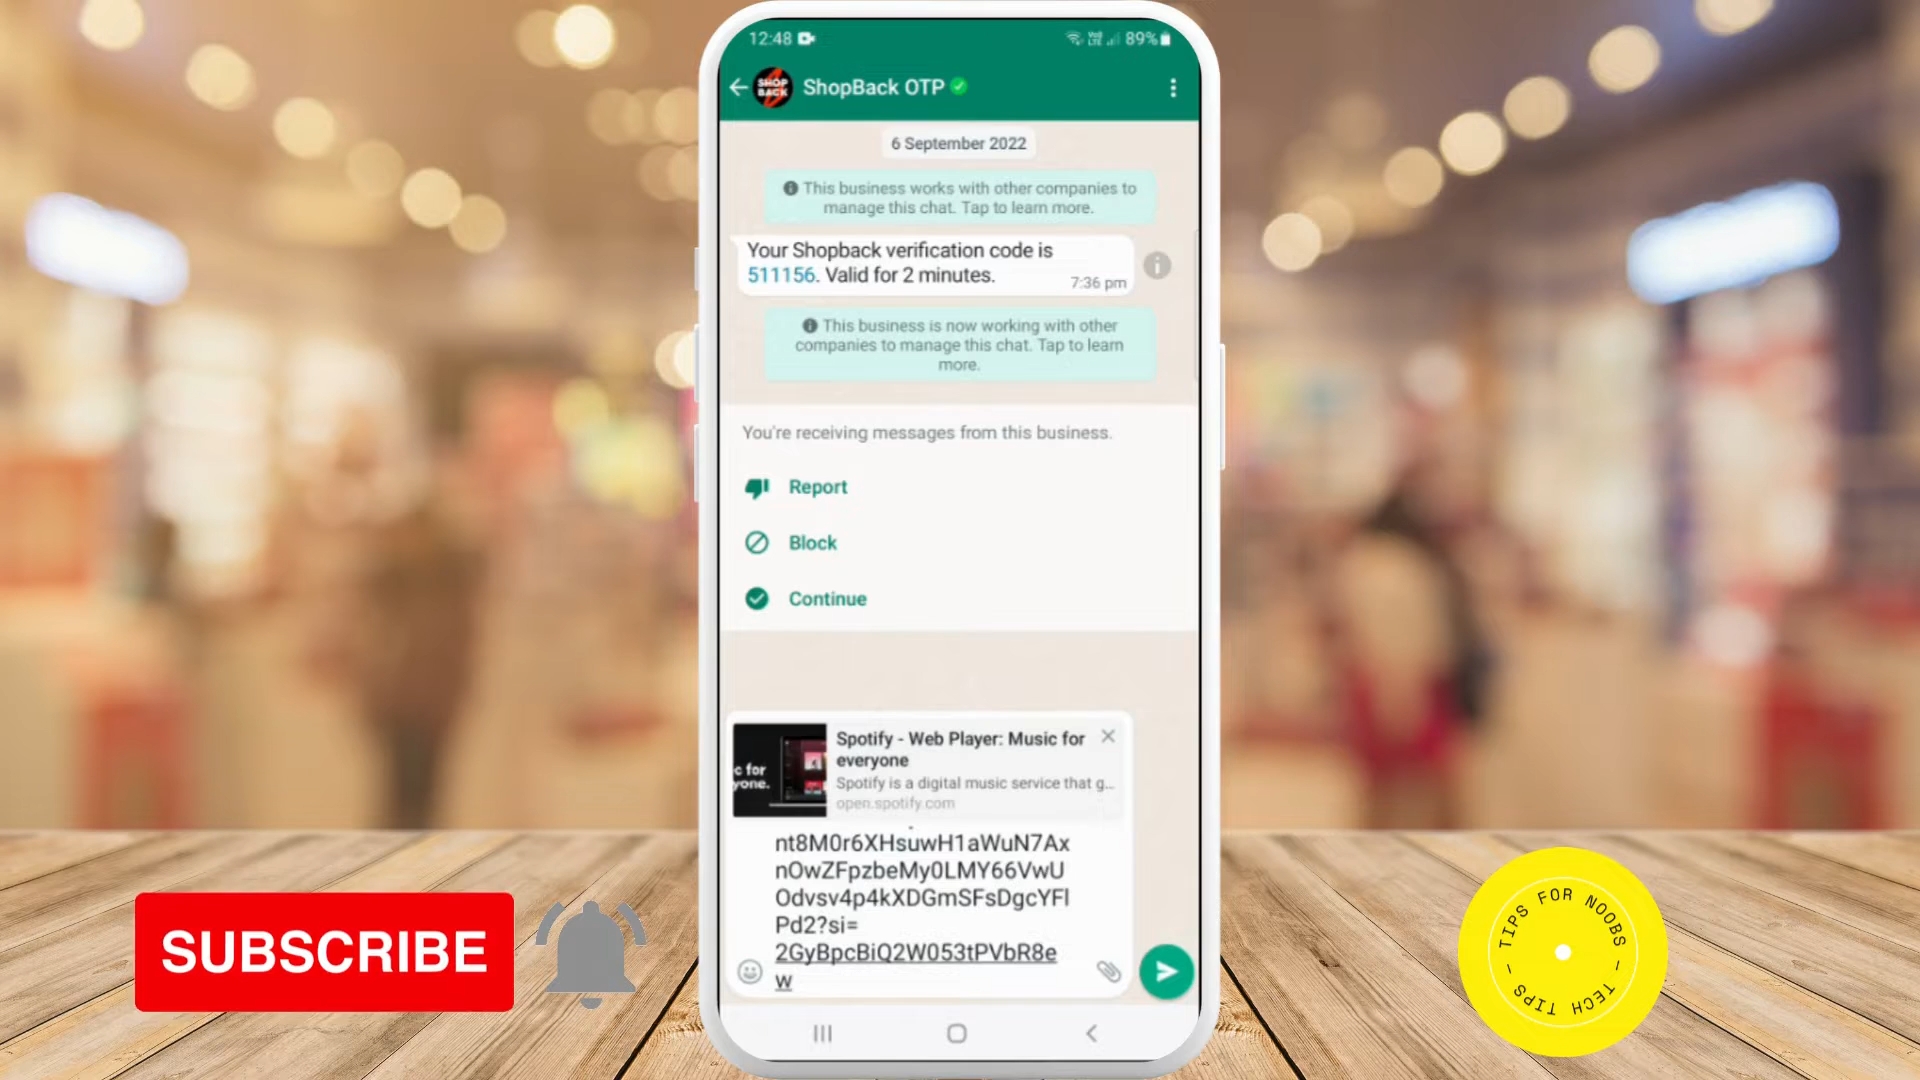 12:48
89%
SHOP
BACK
ShopBack OTP
6 September 2022
This business works with other companies to
manage this chat. Tap to learn more.
Your Shopback verification code is
511156. Valid for 2 minutes.
7:36 pm
This business is now working with other
companies to manage this chat. Tap to learn
more.
You're receiving messages from this business.
Report
Block
Continue
c for
yone.
Spotify - Web Player: Music for
everyone
Spotify is a digital music service that g...
open.spotify.com
nt8M0r6XHsuwH1aWuN7Ax
nOwZFpzbeMy0LMY66VwU
Odvsv4p4kXDGmSFsDgcYFl
Pd2?si=
2GyBpcBiQ2W053tPVbR8e
w
SUBSCRIBE
TIPS FOR NOOBS - TECH TIPS -